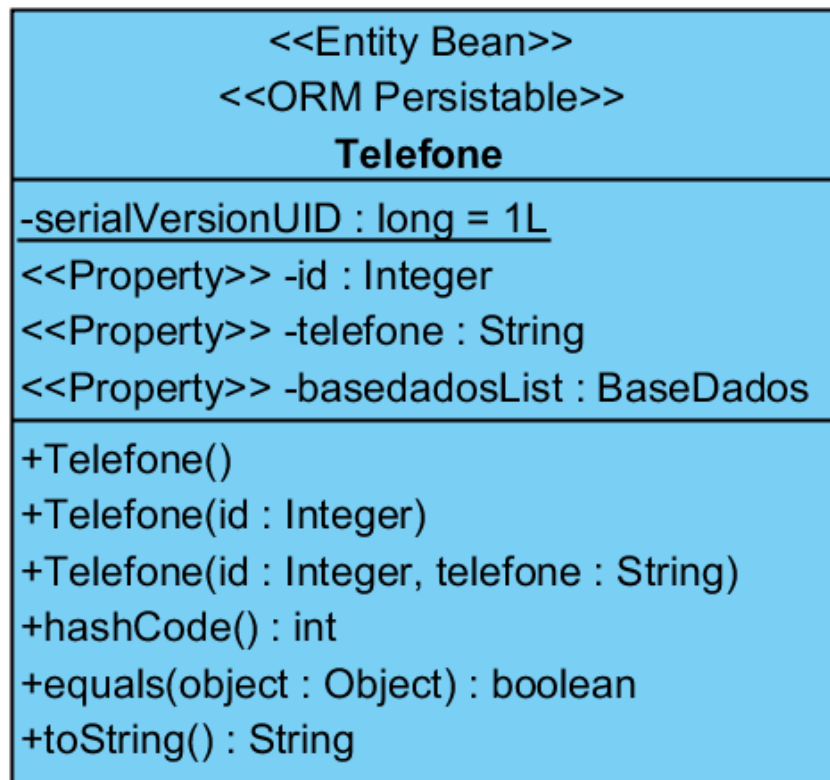 <<Entity Bean>>
<<ORM Persistable>>
Telefone
-serialVersionUID : long = 1L
<<Property>> -id : Integer
<<Property>> -telefone : String
<<Property>> -basedadosList : BaseDados
+Telefone()
+Telefone(id : Integer)
+Telefone(id : Integer, telefone : String)
+hashCode() : int
+equals(object : Object) : boolean
+toString() : String